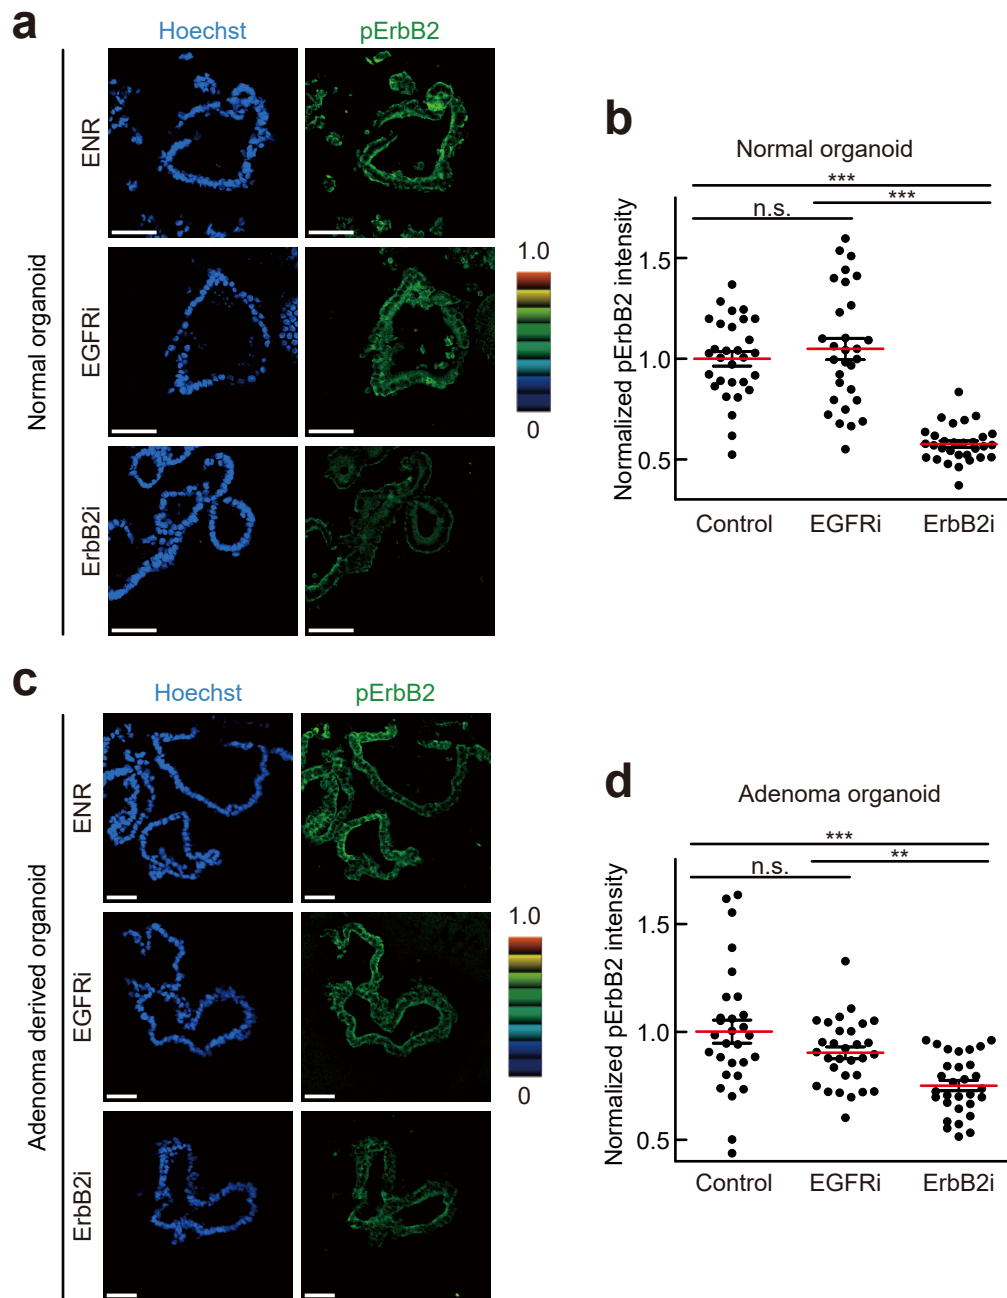 a
Hoechst pErbB2
Normal organoid
ENR
EGFRi
ErbB2i
1.0
0
b
Normal organoid
***
***
n.s.
Normalized pErbB2 intensity
1.5
1.0
0.5
Control EGFRi ErbB2i
c
Hoechst pErbB2
Adenoma derived organoid
ENR
EGFRi
ErbB2i
1.0
0
d
Adenoma organoid
***
**
n.s.
Normalized pErbB2 intensity
1.5
1.0
0.5
Control EGFRi ErbB2i